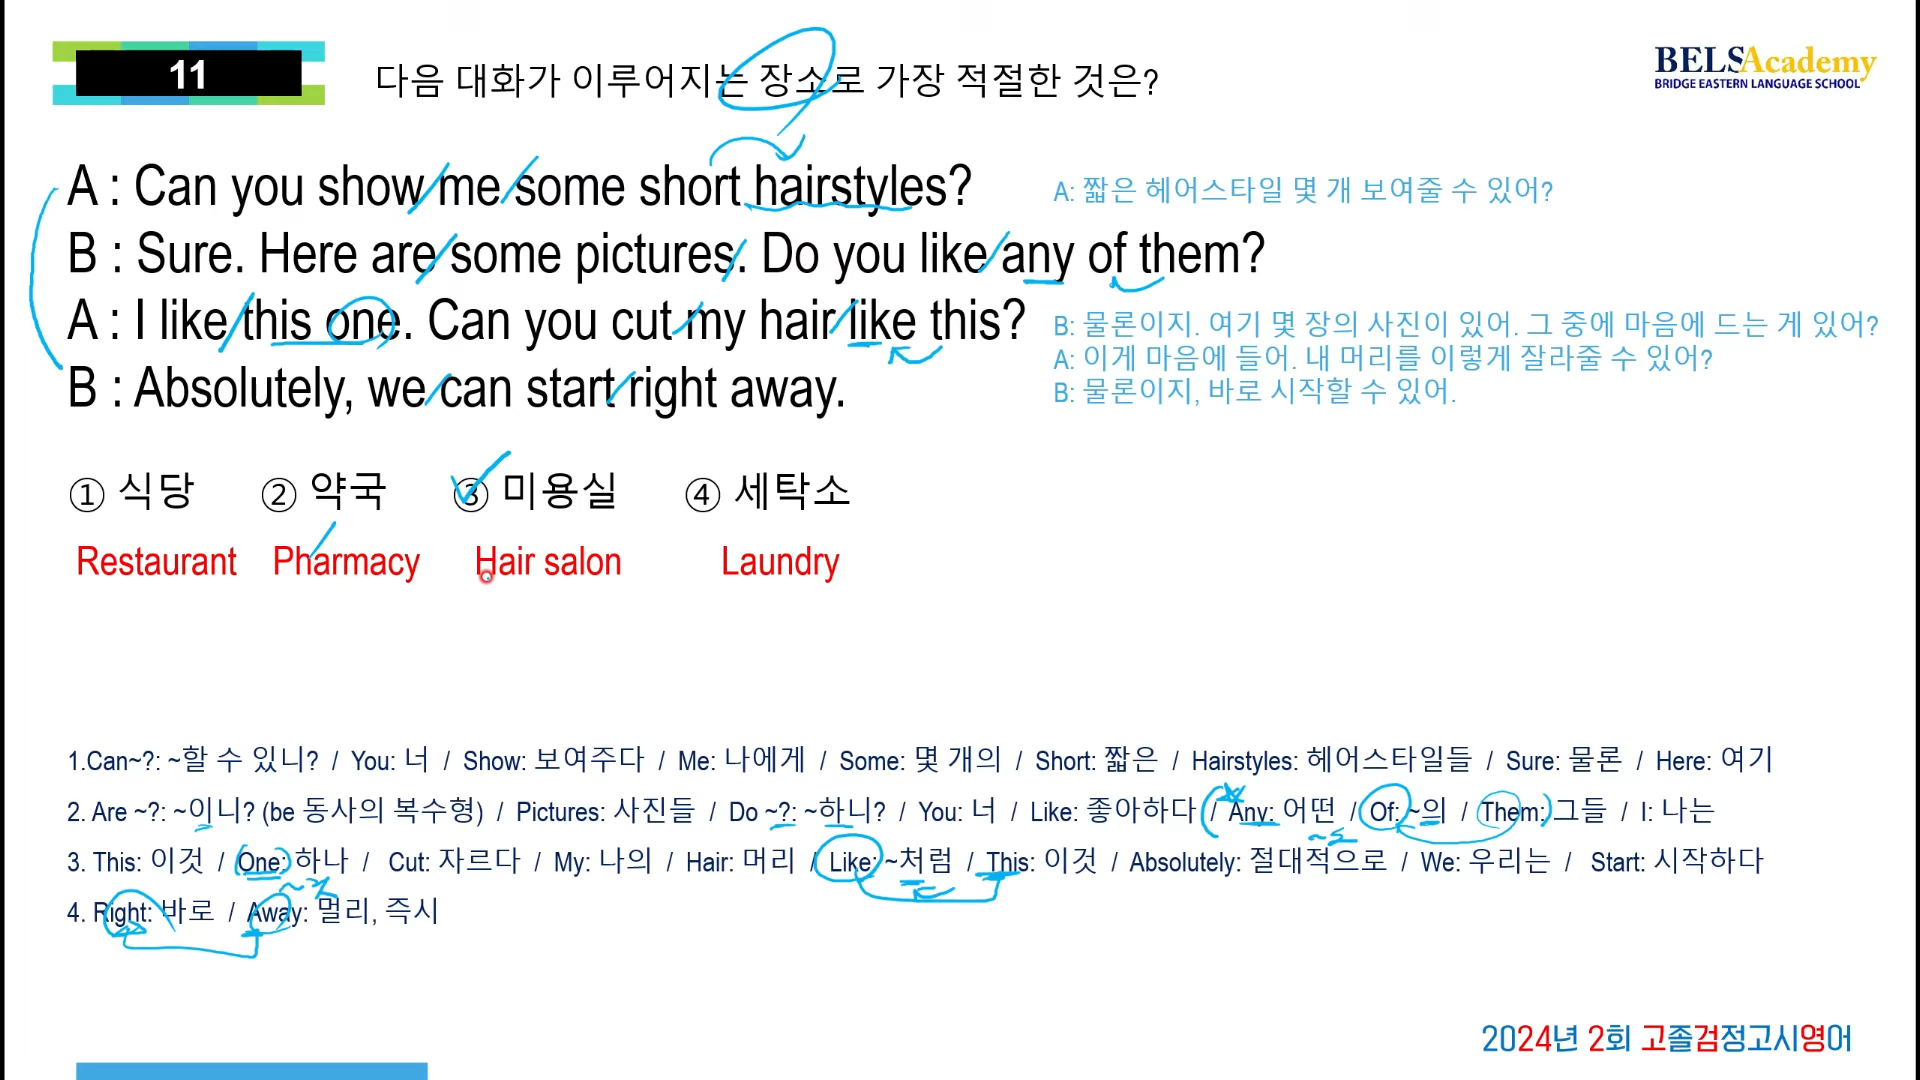 11
다음 대화가 이루어지는 장소로 가장 적절한 것은?
BELSAcademy
BRIDGE EASTERN LANGUAGE SCHOOL
A : Can you show me some short hairstyles?
A: 짧은 헤어스타일 몇 개 보여줄 수 있어?
B : Sure. Here are some pictures. Do you like any of them?
A : I like this one. Can you cut my hair like this?
B: 물론이지. 여기 몇 장의 사진이 있어. 그 중에 마음에 드는 게 있어?
A: 이게 마음에 들어. 내 머리를 이렇게 잘라줄 수 있어?
B : Absolutely, we can start right away.
B: 물론이지, 바로 시작할 수 있어.
① 식당 ② 약국 ③ 미용실 ④ 세탁소
Restaurant Pharmacy Hair salon Laundry
1.Can~?: ~할 수 있니? / You: 너 / Show: 보여주다 / Me: 나에게 / Some: 몇 개의 / Short: 짧은 / Hairstyles: 헤어스타일들 / Sure: 물론 / Here: 여기
2. Are ~?: ~이니? (be 동사의 복수형) / Pictures: 사진들 / Do ~?: ~하니? / You: 너 / Like: 좋아하다 / Any: 어떤 / Of: ~의 / Them: 그들 / I: 나는
3. This: 이것 / One: 하나 / Cut: 자르다 / My: 나의 / Hair: 머리 / Like: ~처럼 / This: 이것 / Absolutely: 절대적으로 / We: 우리는 / Start: 시작하다
4. Right: 바로 / Away: 멀리, 즉시
2024년 2회 고졸검정고시영어